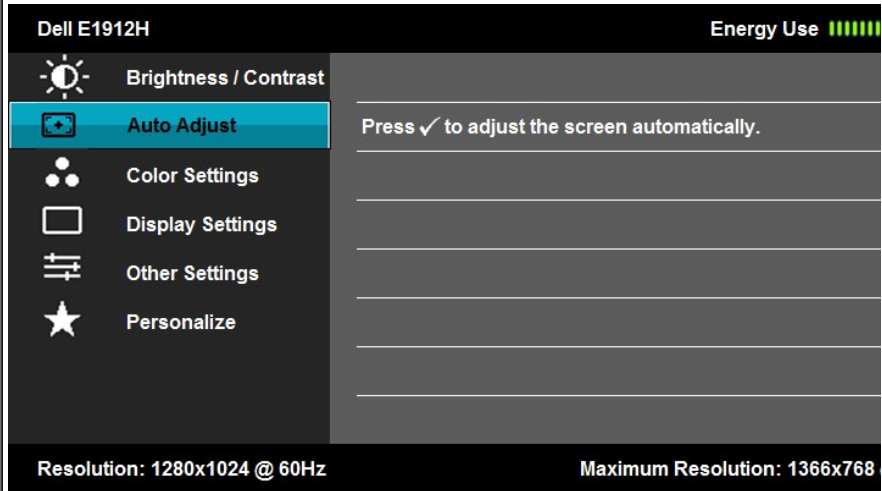 Dell E1912H Energy Use
Brightness / Contrast
Auto Adjust Press ✓ to adjust the screen automatically.
Color Settings
Display Settings
Other Settings
Personalize
Resolution: 1280x1024 @ 60Hz Maximum Resolution: 1366x768